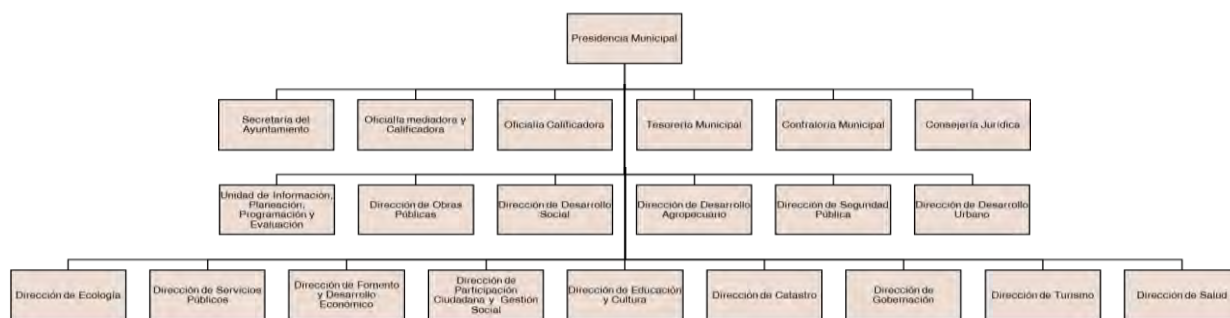 Presidencia Municipal
Secretaría del
Ayuntamiento
Oficialía mediadora y
Calificadora
Oficialía Calificadora
Tesorería Municipal
Contraloría Municipal
Consejería Jurídica
Unidad de Información,
Planeación,
Programación y
Evaluación
Dirección de Obras
Públicas
Dirección de Desarrollo
Social
Dirección de Desarrollo
Agropecuario
Dirección de Seguridad
Pública
Dirección de Desarrollo
Urbano
Dirección de Ecología
Dirección de Servicios
Públicos
Dirección de Fomento
y Desarrollo
Económico
Dirección de
Participación
Ciudadana y Gestión
Social
Dirección de Educación
y Cultura
Dirección de Catastro
Dirección de
Gobernación
Dirección de Turismo
Dirección de Salud